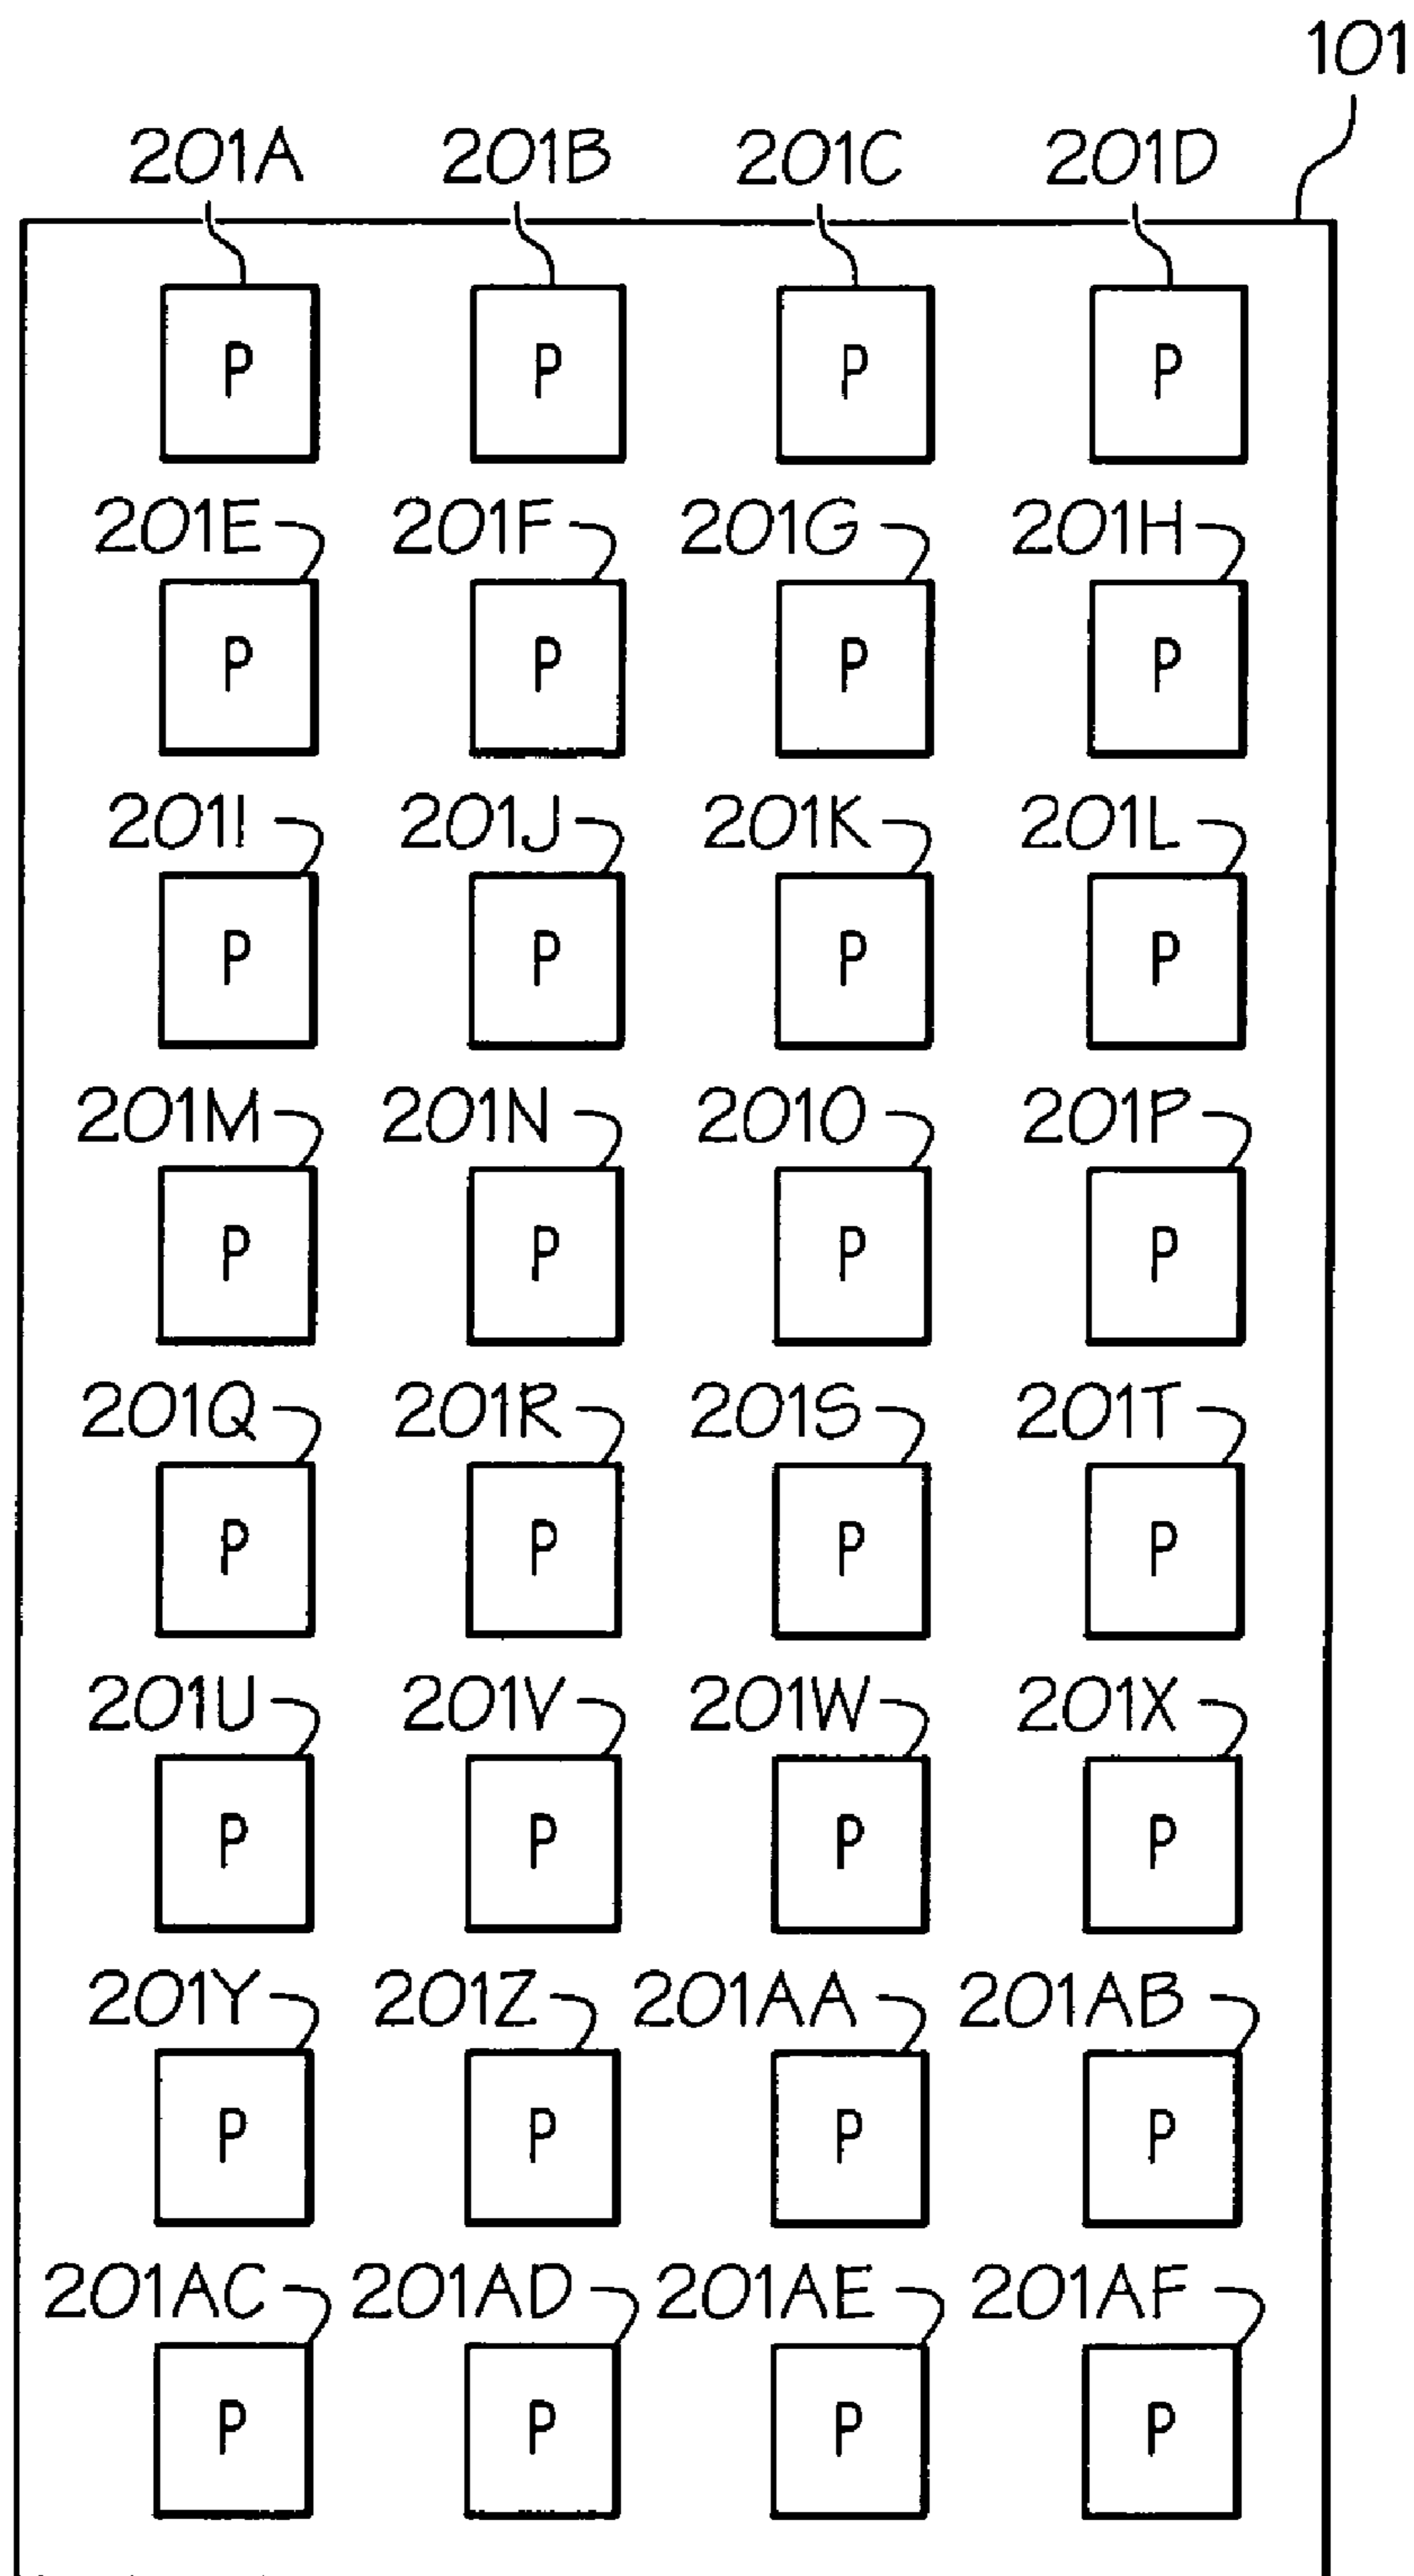 101
201A 201B 201C 201D
P P P P
201E 201F 201G 201H
P P P P
201I 201J 201K 201L
P P P P
201M 201N 201O 201P
P P P P
201Q 201R 201S 201T
P P P P
201U 201V 201W 201X
P P P P
201Y 201Z 201AA 201AB
P P P P
201AC 201AD 201AE 201AF
P P P P